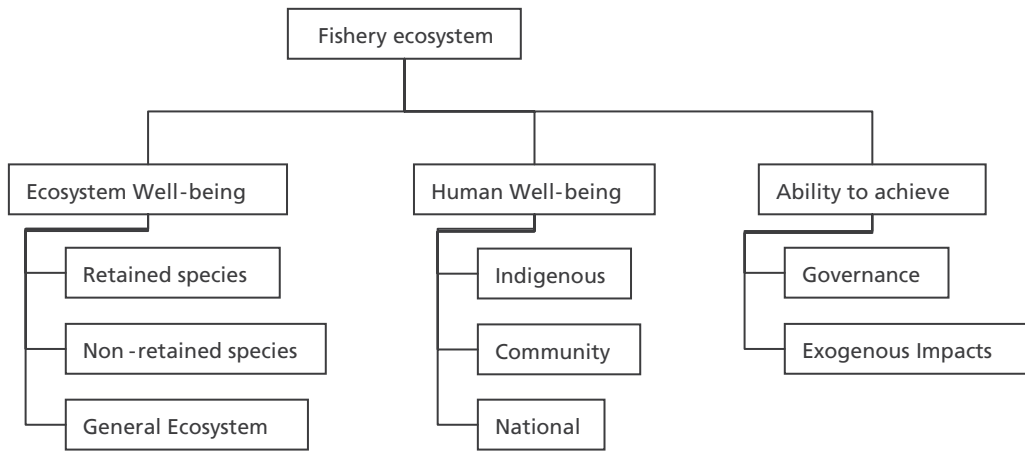 Fishery ecosystem
Ecosystem Well-being
Human Well-being
Ability to achieve
Retained species
Indigenous
Governance
Non-retained species
Community
Exogenous Impacts
General Ecosystem
National